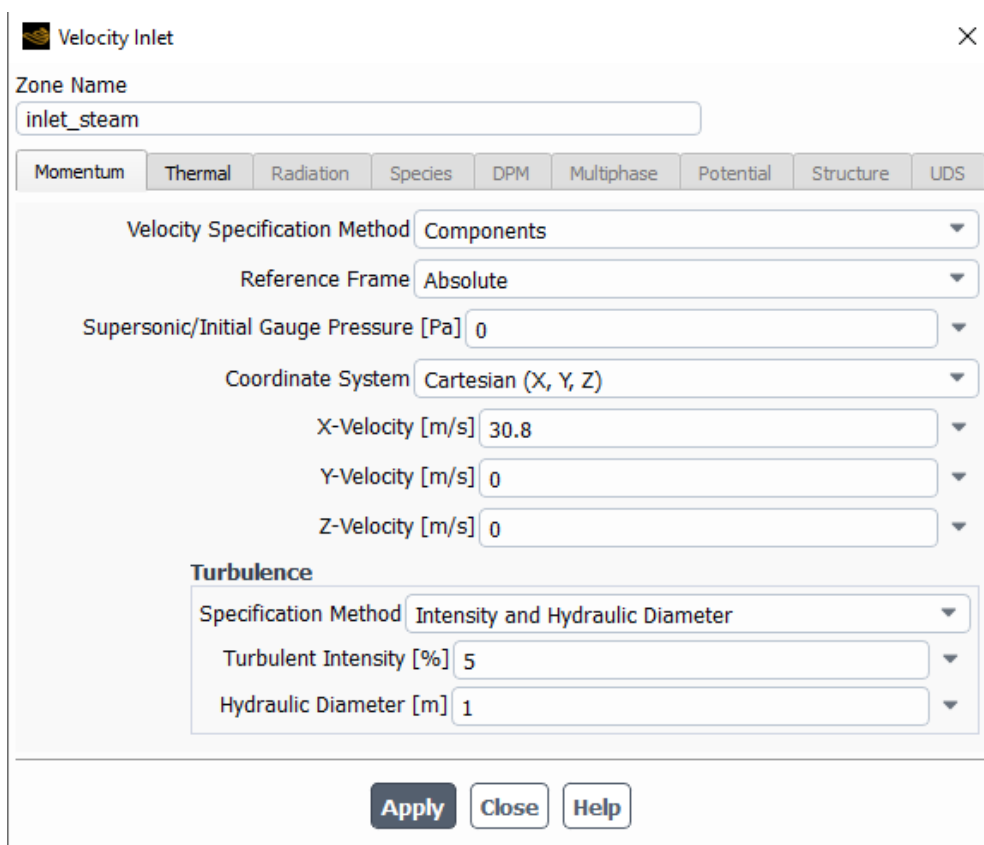 Velocity Inlet
Zone Name
inlet_steam
Momentum Thermal Radiation Species DPM Multiphase Potential Structure UDS
Velocity Specification Method Components
Reference Frame Absolute
Supersonic/Initial Gauge Pressure [Pa] 0
Coordinate System Cartesian (X, Y, Z)
X-Velocity [m/s] 30.8
Y-Velocity [m/s] 0
Z-Velocity [m/s] 0
Turbulence
Specification Method Intensity and Hydraulic Diameter
Turbulent Intensity [%] 5
Hydraulic Diameter [m] 1
Apply Close Help